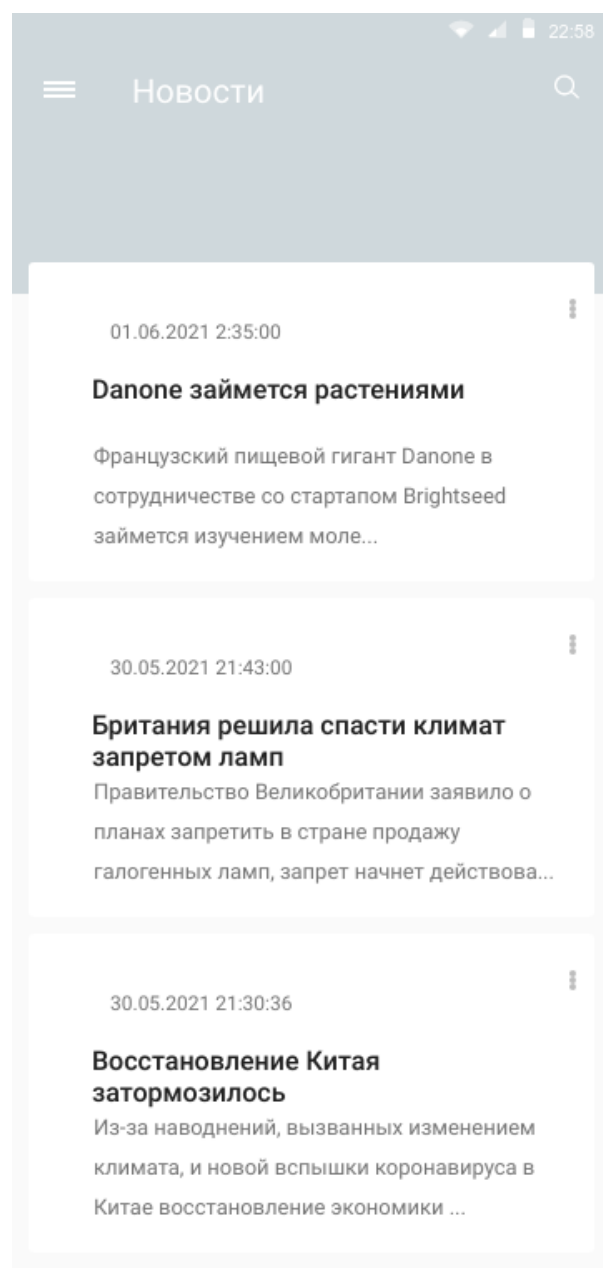 22:58
Новости
01.06.2021 2:35:00
Danone займется растениями
Французский пищевой гигант Danone в
сотрудничестве со стартапом Brightseed
займется изучением моле...
30.05.2021 21:43:00
Британия решила спасти климат
запретом ламп
Правительство Великобритании заявило о
планах запретить в стране продажу
галогенных ламп, запрет начнет действова...
30.05.2021 21:30:36
Восстановление Китая
затормозилось
Из-за наводнений, вызванных изменением
климата, и новой вспышки коронавируса в
Китае восстановление экономики ...